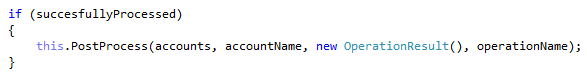 if (succesfullyProcessed)
{
this.PostProcess(accounts, accountName, new OperationResult(), operationName);
}